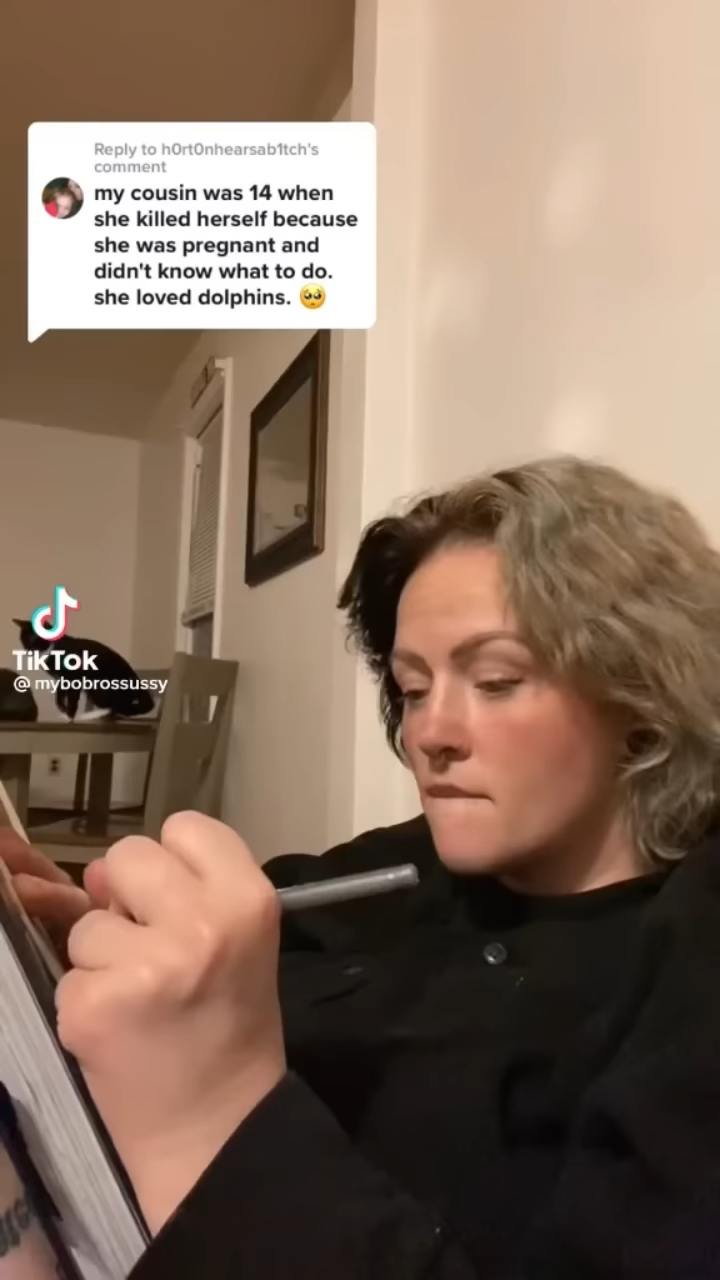 Reply to h0rt0nhearsab1tch's
comment
my cousin was 14 when
she killed herself because
she was pregnant and
didn't know what to do.
she loved dolphins. 🥺
TikTok
@mybobrossussy